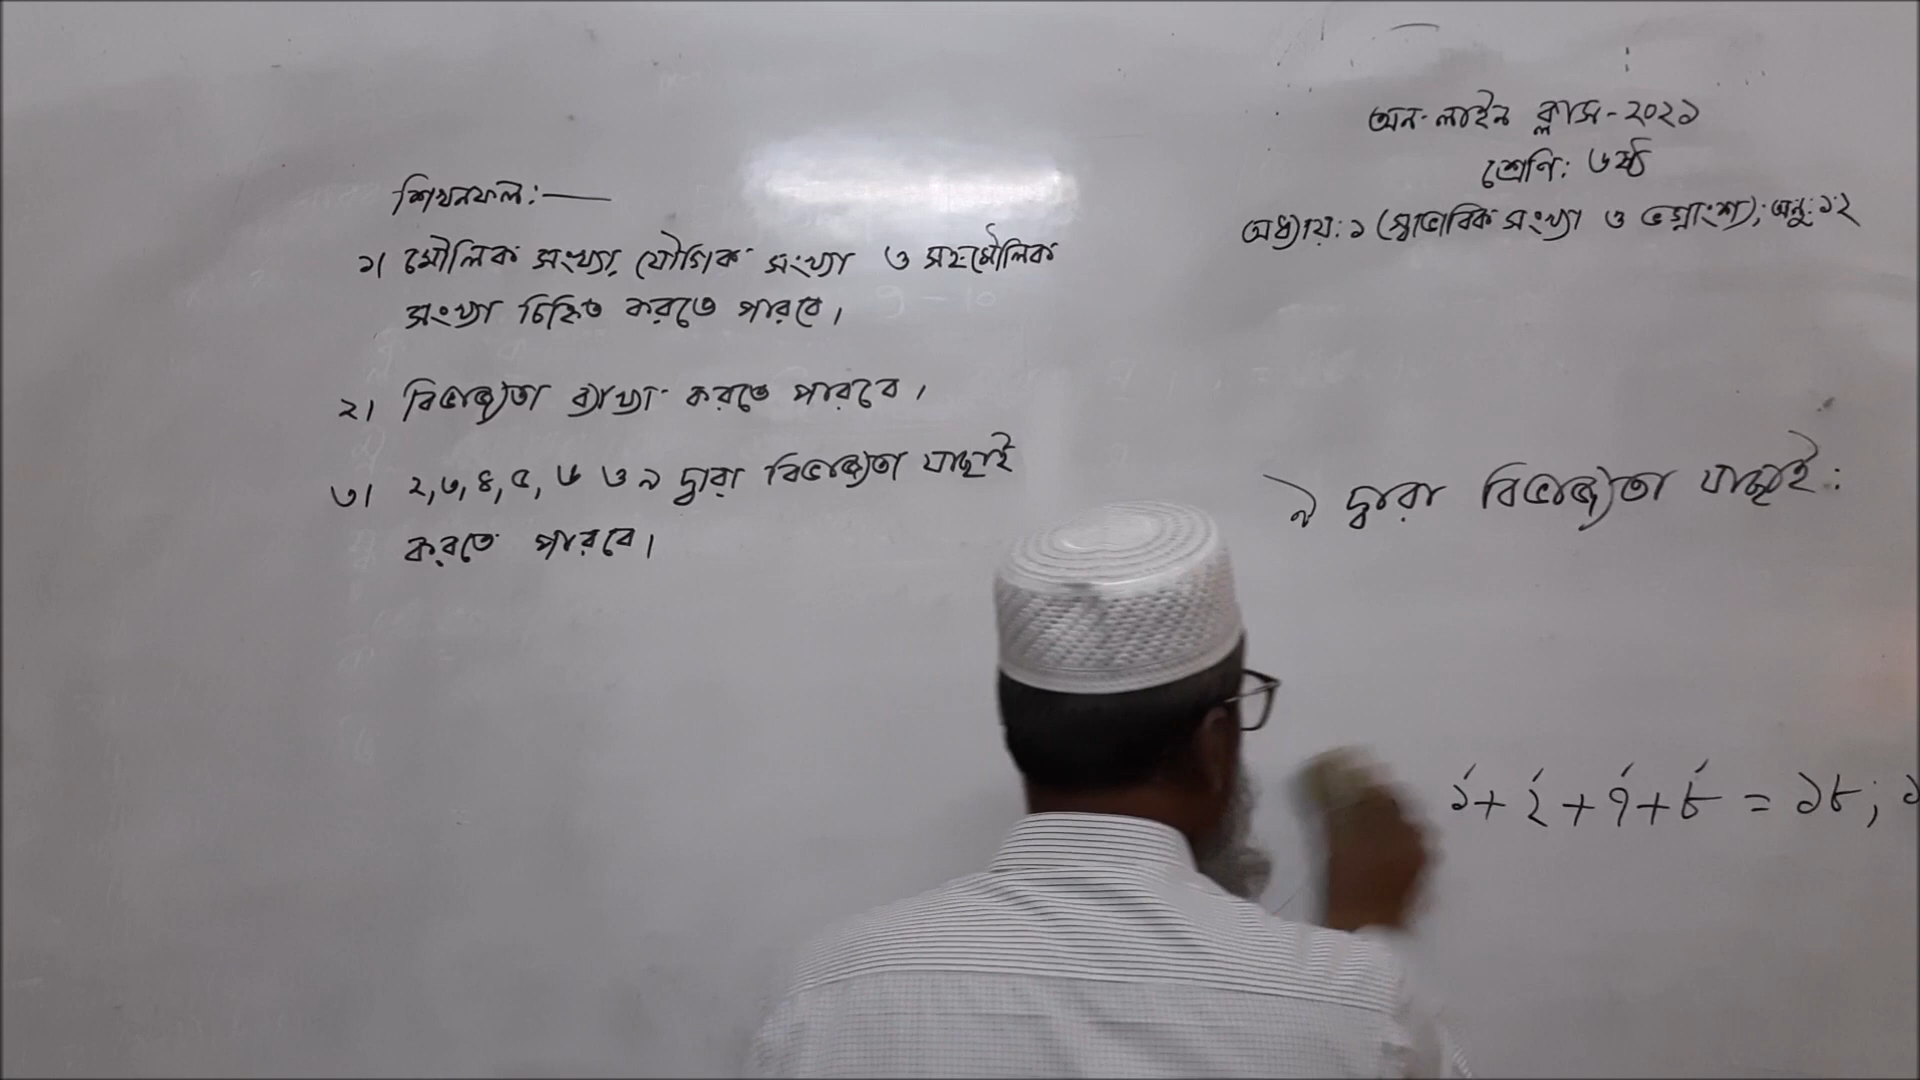 শিখনফল:—
১। মৌলিক সংখ্যা, যৌগিক সংখ্যা ও সহমৌলিক
সংখ্যা চিহ্নিত করতে পারবে।
২। বিভাজ্যতা ব্যাখ্যা করতে পারবে।
৩। ২,৩,৪,৫,৬ ও ৯ দ্বারা বিভাজ্যতা যাচাই
করতে পারবে।
অন-লাইন ক্লাস-২০২১
শ্রেণি: ৬ষ্ঠ
অধ্যায়: ১ (স্বাভাবিক সংখ্যা ও ভগ্নাংশ); অনু: ১.২
৯ দ্বারা বিভাজ্যতা যাচাই:
১+২+৭+৮ = ১৮; ১